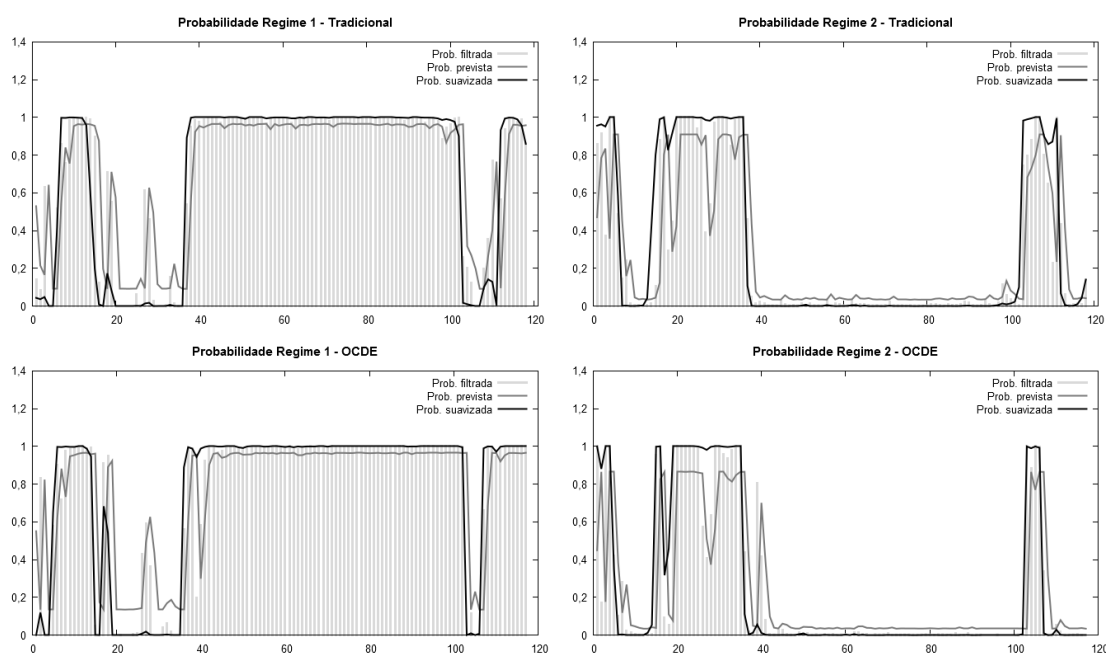 Probabilidade Regime 1 - Tradicional
1,4
1,2
1
0,8
0,6
0,4
0,2
0
0 20 40 60 80 100 120
Prob. filtrada
Prob. prevista
Prob. suavizada
Probabilidade Regime 2 - Tradicional
1,4
1,2
1
0,8
0,6
0,4
0,2
0
0 20 40 60 80 100 120
Prob. filtrada
Prob. prevista
Prob. suavizada
Probabilidade Regime 1 - OCDE
1,4
1,2
1
0,8
0,6
0,4
0,2
0
0 20 40 60 80 100 120
Prob. filtrada
Prob. prevista
Prob. suavizada
Probabilidade Regime 2 - OCDE
1,4
1,2
1
0,8
0,6
0,4
0,2
0
0 20 40 60 80 100 120
Prob. filtrada
Prob. prevista
Prob. suavizada